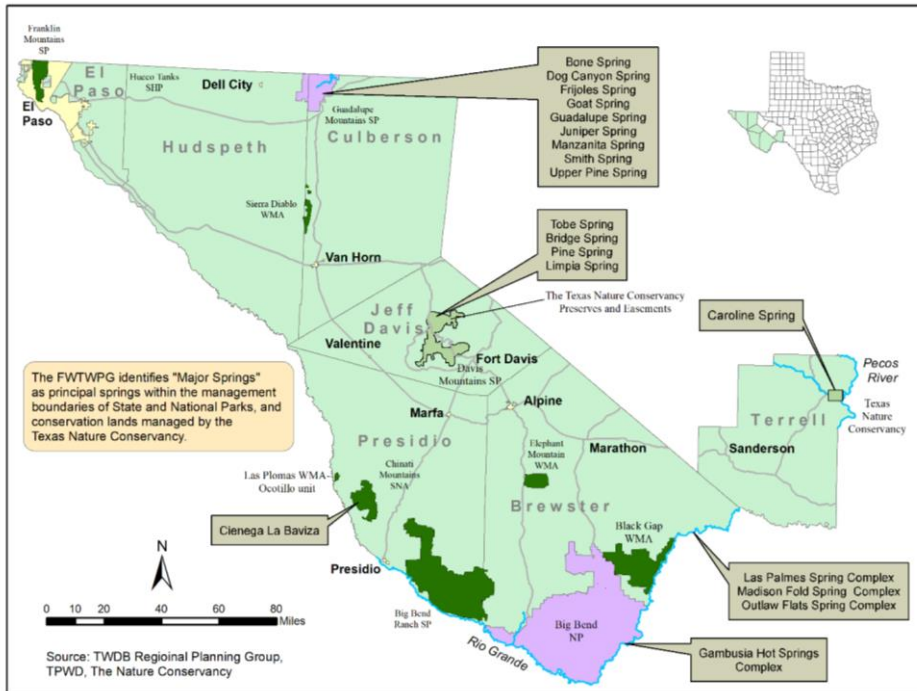 Franklin
Mountains
SP
El
Paso
El
Paso
Hueco Tanks
SHP
Dell City
Guadalupe
Mountains SP
Culberson
Hudspeth
Bone Spring
Dog Canyon Spring
Frijoles Spring
Goat Spring
Guadalupe Spring
Juniper Spring
Manzanita Spring
Smith Spring
Upper Pine Spring
Sierra Diablo
WMA
Van Horn
Tobe Spring
Bridge Spring
Pine Spring
Limpia Spring
The Texas Nature Conservancy
Preserves and Easements
Jeff
Davis
Valentine
Fort Davis
Davis
Mountains SP
Caroline Spring
Pecos
River
Texas
Nature
Conservancy
Terrell
Sanderson
The FWTWPG identifies "Major Springs"
as principal springs within the management
boundaries of State and National Parks, and
conservation lands managed by the
Texas Nature Conservancy.
Marfa
Alpine
Marathon
Presidio
Elephant
Mountain
WMA
Chinati
Mountains
SNA
Las Plomas WMA-
Ocotillo unit
Brewster
Cienega La Baviza
Black Gap
WMA
Presidio
Big Bend
Ranch SP
Big Bend
NP
Rio Grande
Las Palmes Spring Complex
Madison Fold Spring Complex
Outlaw Flats Spring Complex
Gambusia Hot Springs
Complex
N
0 10 20 40 60 80
Miles
Source: TWDB Regioinal Planning Group,
TPWD, The Nature Conservancy